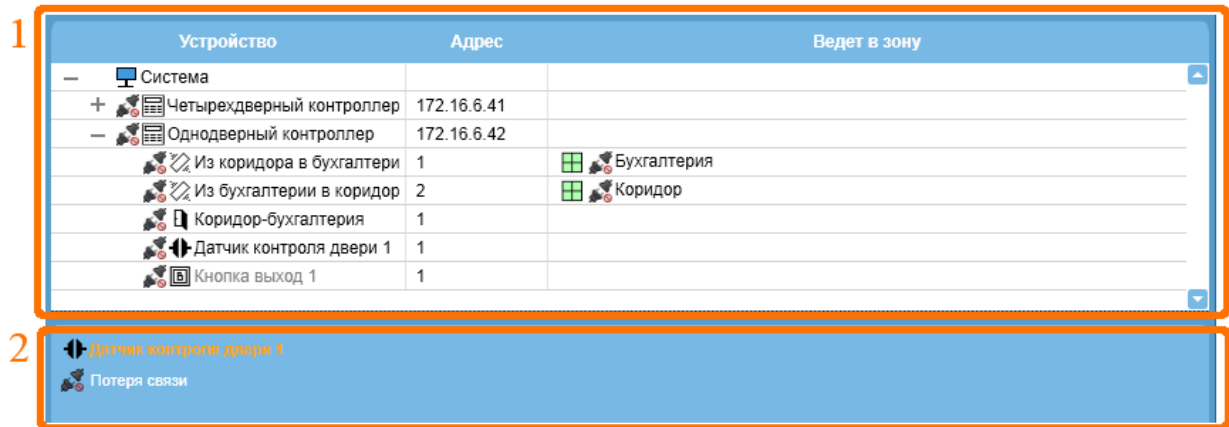 1
Устройство Адрес Ведет в зону
Система
Четырехдверный контроллер 172.16.6.41
Однодверный контроллер 172.16.6.42
Из коридора в бухгалтери 1 Бухгалтерия
Из бухгалтерии в коридор 2 Коридор
Коридор-бухгалтерия 1
Датчик контроля двери 1 1
В Кнопка выход 1 1
2
Датчик контроля двери 1
Потеря связи